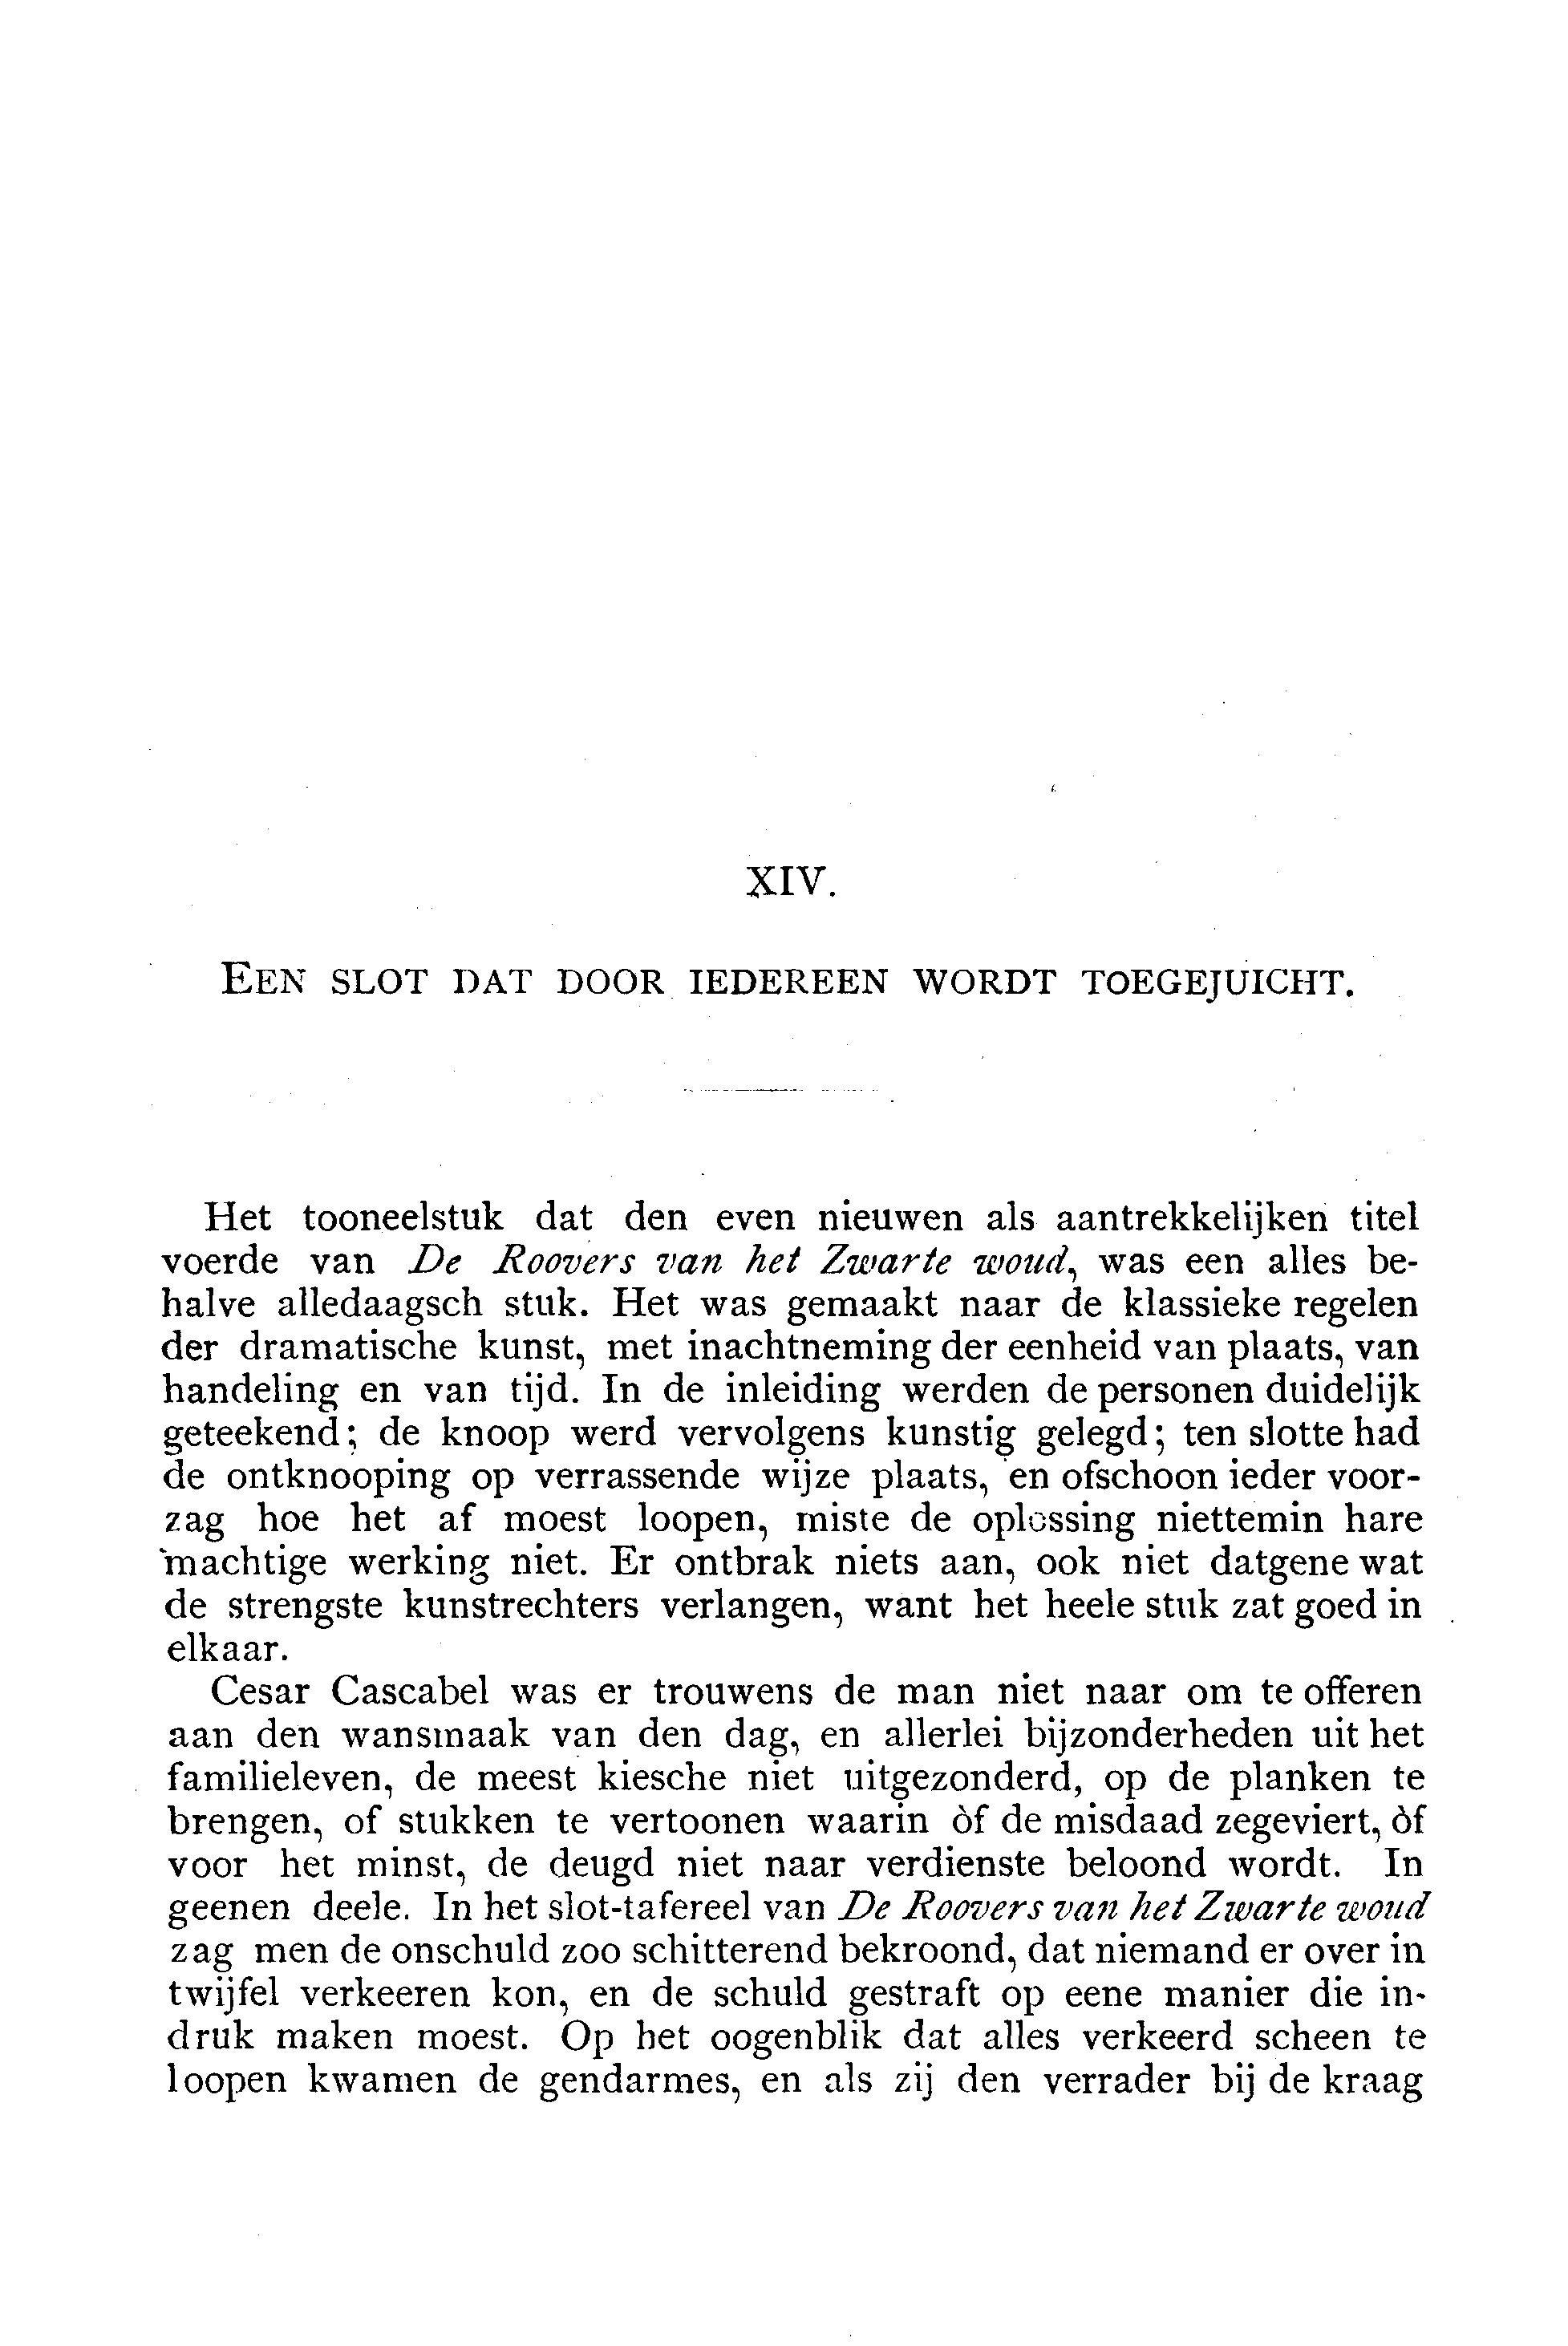 XIV.
EEN SLOT DAT DOOR IEDEREEN WORDT TOEGEJUICHT.
Het tooneelstuk dat den even nieuwen als aantrekkelijken titel
voerde van De Roovers van het Zwarte woud, was een alles be-
halve alledaagsch stuk. Het was gemaakt naar de klassieke regelen
der dramatische kunst, met inachtneming der eenheid van plaats, van
handeling en van tijd. In de inleiding werden de personen duidelijk
geteekend; de knoop werd vervolgens kunstig gelegd; ten slotte had
de ontknooping op verrassende wijze plaats, en ofschoon ieder voor-
zag hoe het af moest loopen, miste de oplossing niettemin hare
machtige werking niet. Er ontbrak niets aan, ook niet datgene wat
de strengste kunstrechters verlangen, want het heele stuk zat goed in
elkaar.
Cesar Cascabel was er trouwens de man niet naar om te offeren
aan den wansmaak van den dag, en allerlei bijzonderheden uit het
familieleven, de meest kiesche niet uitgezonderd, op de planken te
brengen, of stukken te vertoonen waarin òf de misdaad zegeviert, òf
voor het minst, de deugd niet naar verdienste beloond wordt. In
geenen deele. In het slot-tafereel van De Roovers van het Zwarte woud
zag men de onschuld zoo schitterend bekroond, dat niemand er over in
twijfel verkeeren kon, en de schuld gestraft op eene manier die in-
druk maken moest. Op het oogenblik dat alles verkeerd scheen te
loopen kwamen de gendarmes, en als zij den verrader bij de kraag